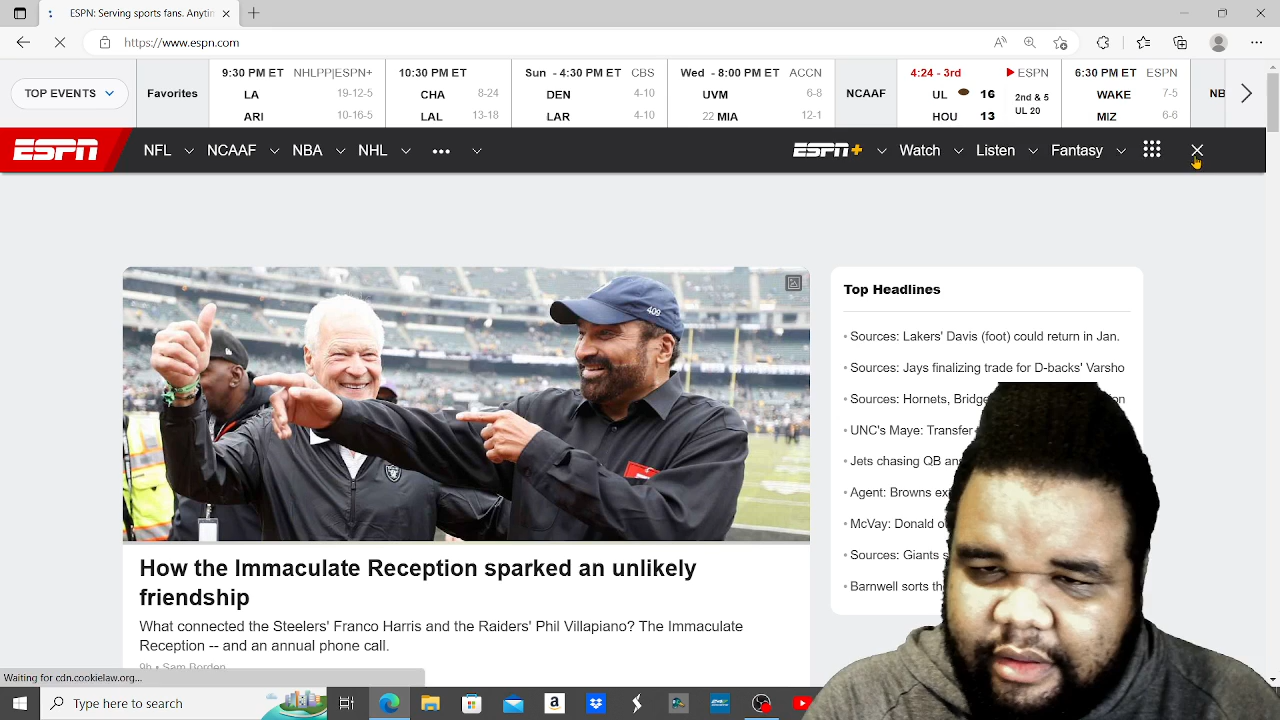 ESPN: Serving sports fans. Anytin
https://www.espn.com
TOP EVENTS
Favorites
9:30 PM ET NHLPP|ESPN+
LA 19-12-5
ARI 10-16-5
10:30 PM ET
CHA 8-24
LAL 13-18
Sun - 4:30 PM ET CBS
DEN 4-10
LAR 4-10
Wed - 8:00 PM ET ACCN
UVM 6-8
22 MIA 12-1
NCAAF
4:24 - 3rd ESPN
UL 16
HOU 13
2nd & 5
UL 20
6:30 PM ET ESPN
WAKE 7-5
MIZ 6-6
NB
ESPN NFL NCAAF NBA NHL ESPN+ Watch Listen Fantasy
409
Top Headlines
Sources: Lakers' Davis (foot) could return in Jan.
Sources: Jays finalizing trade for D-backs' Varsho
Sources: Hornets, Bridge on
UNC's Maye: Transfer
Jets chasing QB an
Agent: Browns ex
McVay: Donald o
Sources: Giants s
Barnwell sorts th
How the Immaculate Reception sparked an unlikely
friendship
What connected the Steelers' Franco Harris and the Raiders' Phil Villapiano? The Immaculate
Reception -- and an annual phone call.
9h • Sam Borden
Waiting for cdn.cookielaw.org...
Type here to search